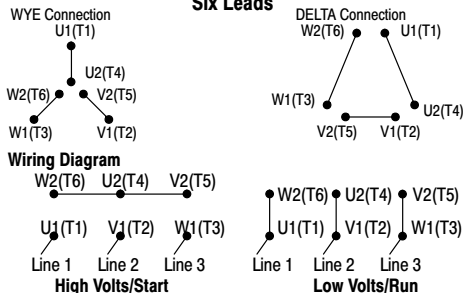 Six Leads
WYE Connection
U1(T1)
U2(T4)
W2(T6) V2(T5)
W1(T3) V1(T2)
DELTA Connection
W2(T6) U1(T1)
W1(T3) U2(T4)
V2(T5) V1(T2)
Wiring Diagram
W2(T6) U2(T4) V2(T5)
U1(T1) V1(T2) W1(T3)
Line 1 Line 2 Line 3
High Volts/Start
W2(T6) U2(T4) V2(T5)
U1(T1) V1(T2) W1(T3)
Line 1 Line 2 Line 3
Low Volts/Run